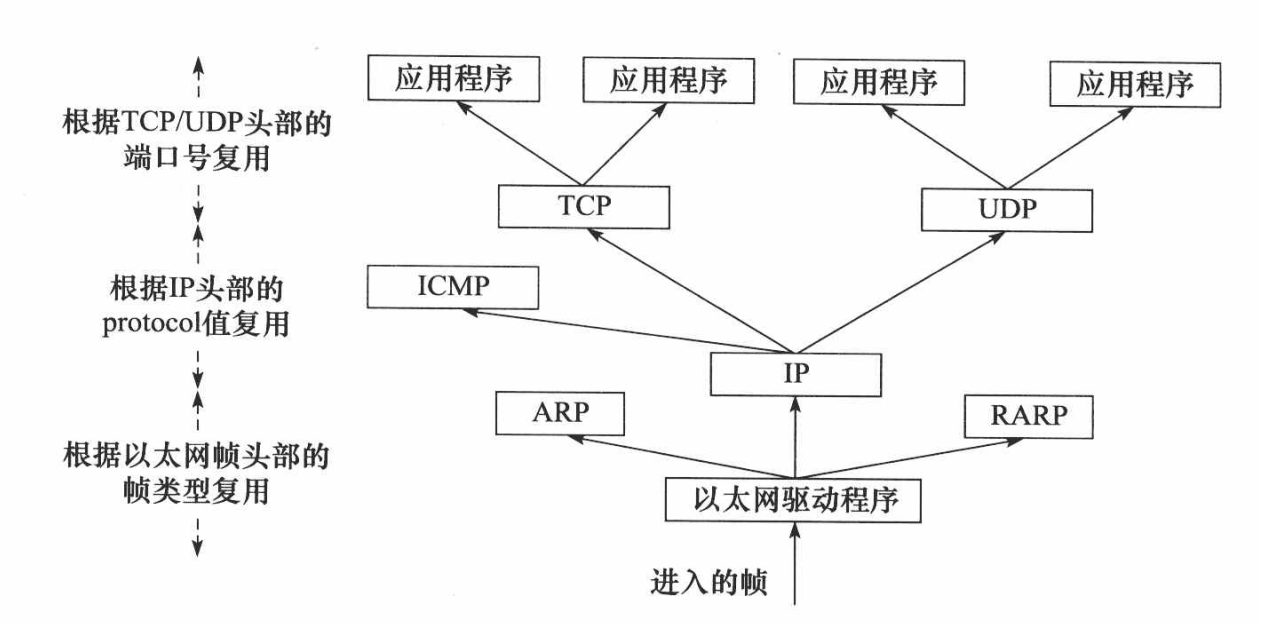 应用程序
应用程序
应用程序
应用程序
根据TCP/UDP头部的
端口号复用
TCP
UDP
根据IP头部的
protocol值复用
ICMP
IP
ARP
RARP
根据以太网帧头部的
帧类型复用
以太网驱动程序
进入的帧